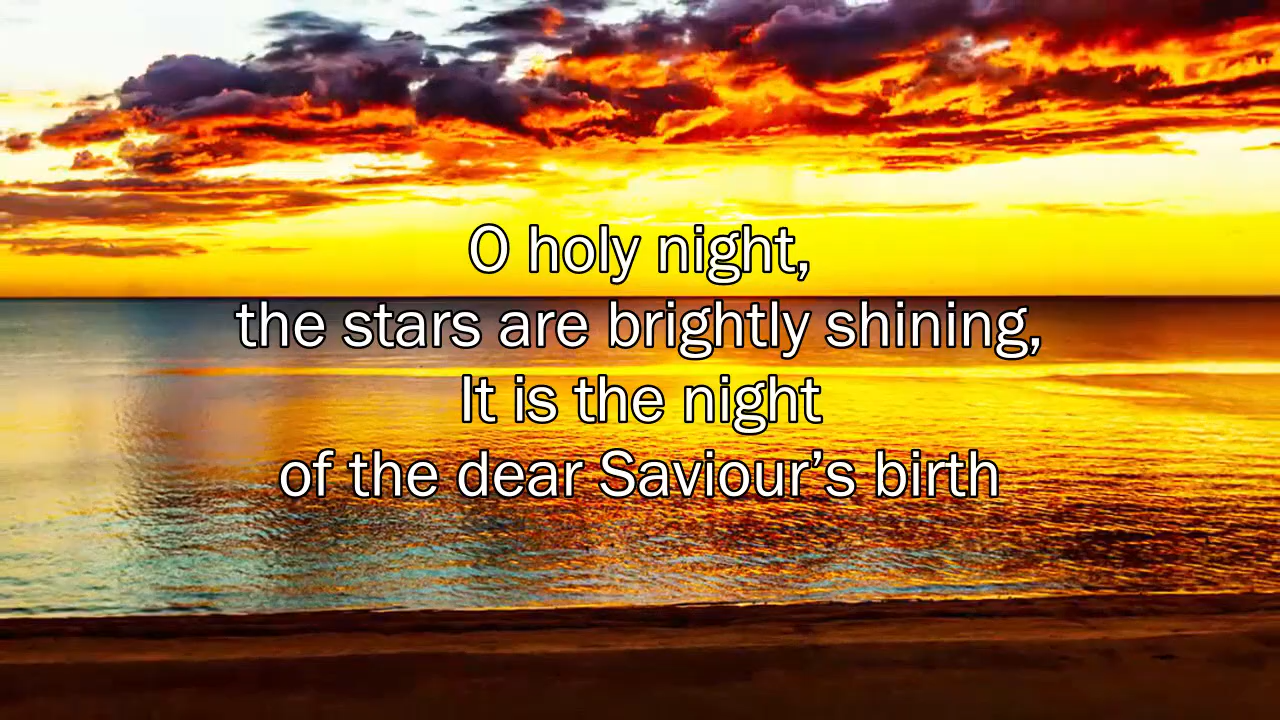 O holy night,
the stars are brightly shining,
It is the night
of the dear Saviour’s birth